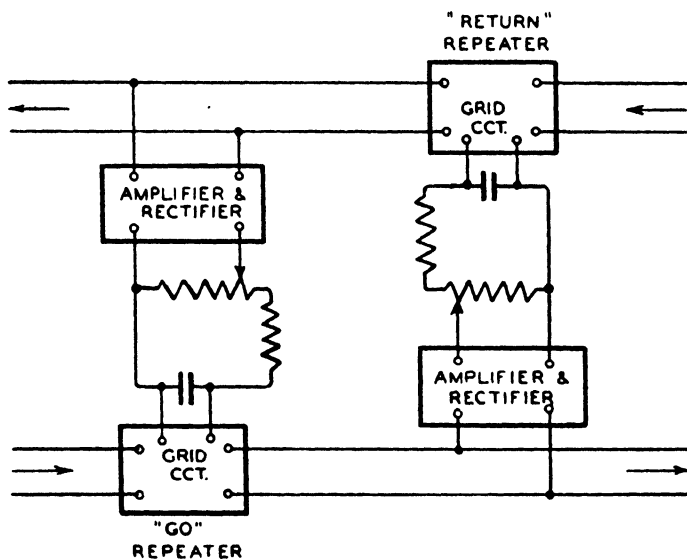 "RETURN"
REPEATER
GRID
CCT.
AMPLIFIER &
RECTIFIER
AMPLIFIER &
RECTIFIER
GRID
CCT.
"GO"
REPEATER